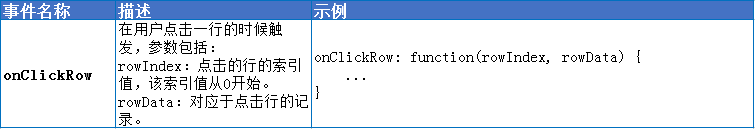 事件名称 描述 示例
onClickRow
在用户点击一行的时候触
发，参数包括：
rowIndex：点击的行的索引
值，该索引值从0开始。
rowData：对应于点击行的记
录。
onClickRow: function(rowIndex, rowData) {
...
}